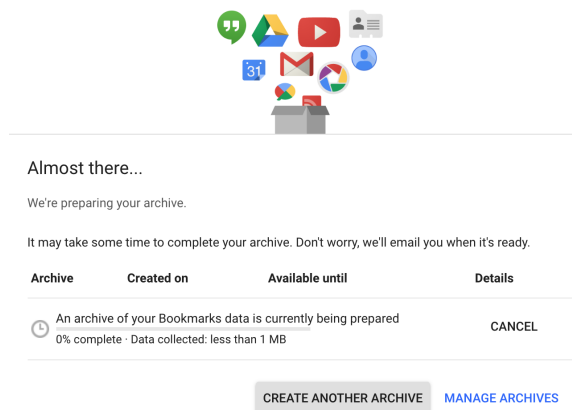 31
Almost there...
We're preparing your archive.
It may take some time to complete your archive. Don't worry, we'll email you when it's ready.
Archive Created on Available until Details
An archive of your Bookmarks data is currently being prepared
0% complete · Data collected: less than 1 MB
CANCEL
CREATE ANOTHER ARCHIVE MANAGE ARCHIVES